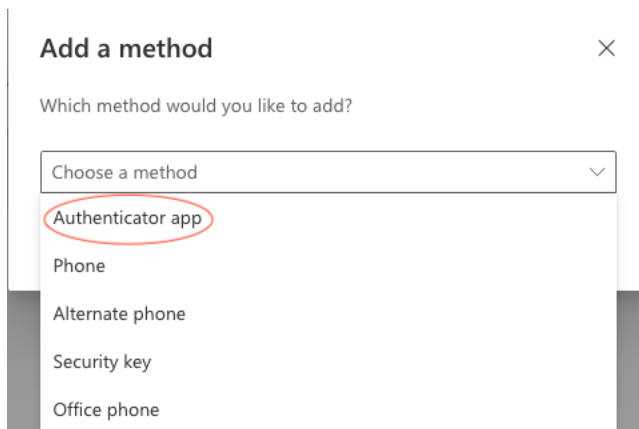 Add a method
Which method would you like to add?
Choose a method
Authenticator app
Phone
Alternate phone
Security key
Office phone